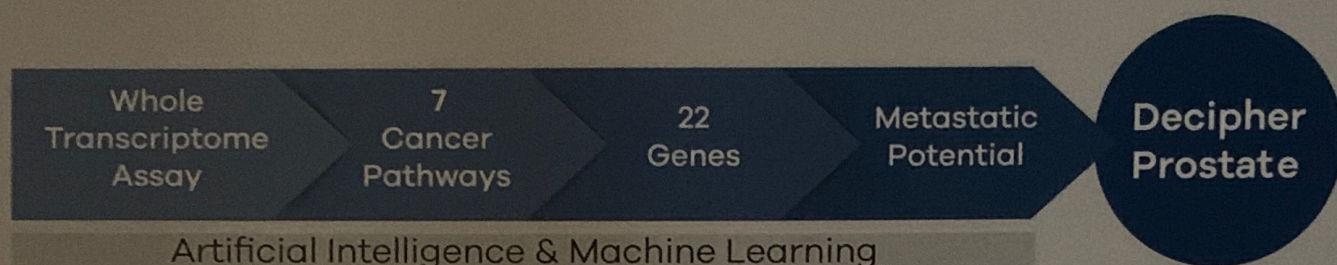 Whole
Transcriptome
Assay
7
Cancer
Pathways
22
Genes
Metastatic
Potential
Decipher
Prostate
Artificial Intelligence & Machine Learning